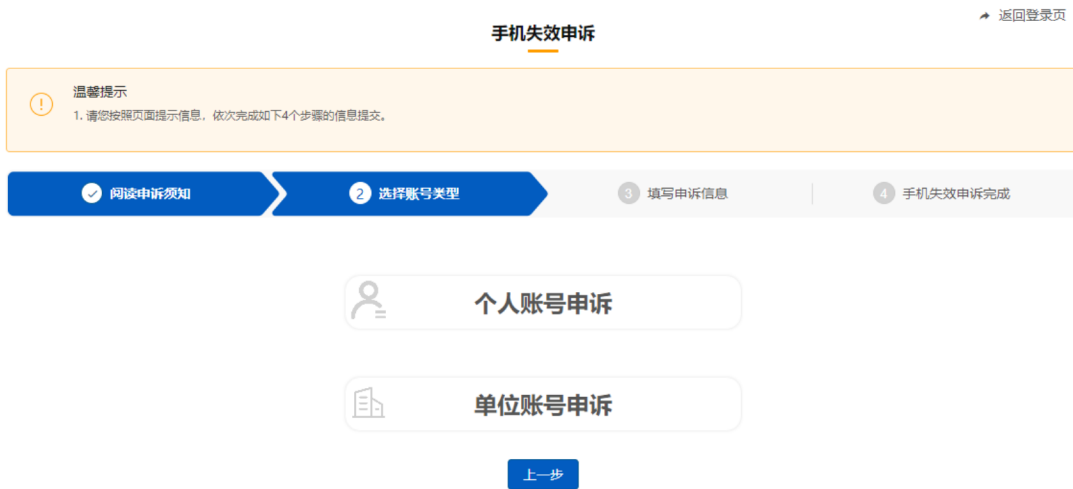 返回登录页
手机失效申诉
温馨提示
1. 请您按照页面提示信息，依次完成如下4个步骤的信息提交。
阅读申诉须知 2 选择账号类型 3 填写申诉信息 4 手机失效申诉完成
个人账号申诉
单位账号申诉
上一步